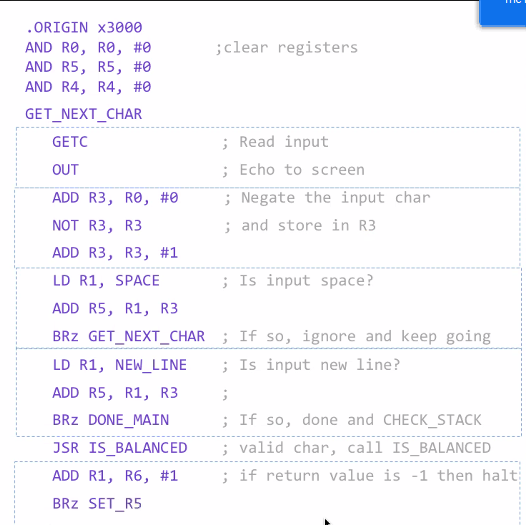 .ORIGIN x3000
AND R0, R0, #0 ;clear registers
AND R5, R5, #0
AND R4, R4, #0
GET_NEXT_CHAR
GETC ; Read input
OUT ; Echo to screen
ADD R3, R0, #0 ; Negate the input char
NOT R3, R3 ; and store in R3
ADD R3, R3, #1
LD R1, SPACE ; Is input space?
ADD R5, R1, R3
BRz GET_NEXT_CHAR ; If so, ignore and keep going
LD R1, NEW_LINE ; Is input new line?
ADD R5, R1, R3 ;
BRz DONE_MAIN ; If so, done and CHECK_STACK
JSR IS_BALANCED ; valid char, call IS_BALANCED
ADD R1, R6, #1 ; if return value is -1 then halt
BRz SET_R5